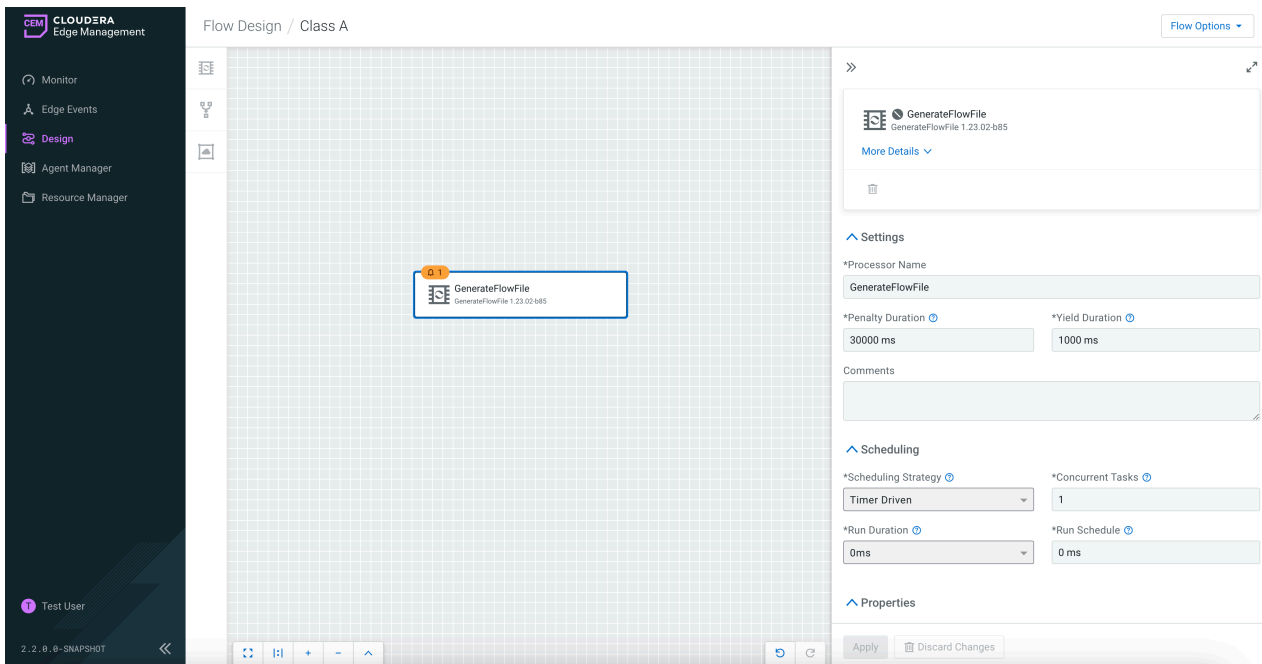 CEM CLOUDERA
Edge Management
Monitor
Edge Events
Design
Agent Manager
Resource Manager
T Test User
2.2.0.0-SNAPSHOT
Flow Design / Class A
Flow Options
1
GenerateFlowFile
GenerateFlowFile 1.23.02-b85
GenerateFlowFile
GenerateFlowFile 1.23.02-b85
More Details
Settings
*Processor Name
GenerateFlowFile
*Penalty Duration *Yield Duration
30000 ms 1000 ms
Comments
Scheduling
*Scheduling Strategy *Concurrent Tasks
Timer Driven 1
*Run Duration *Run Schedule
0ms 0 ms
Properties
Apply Discard Changes